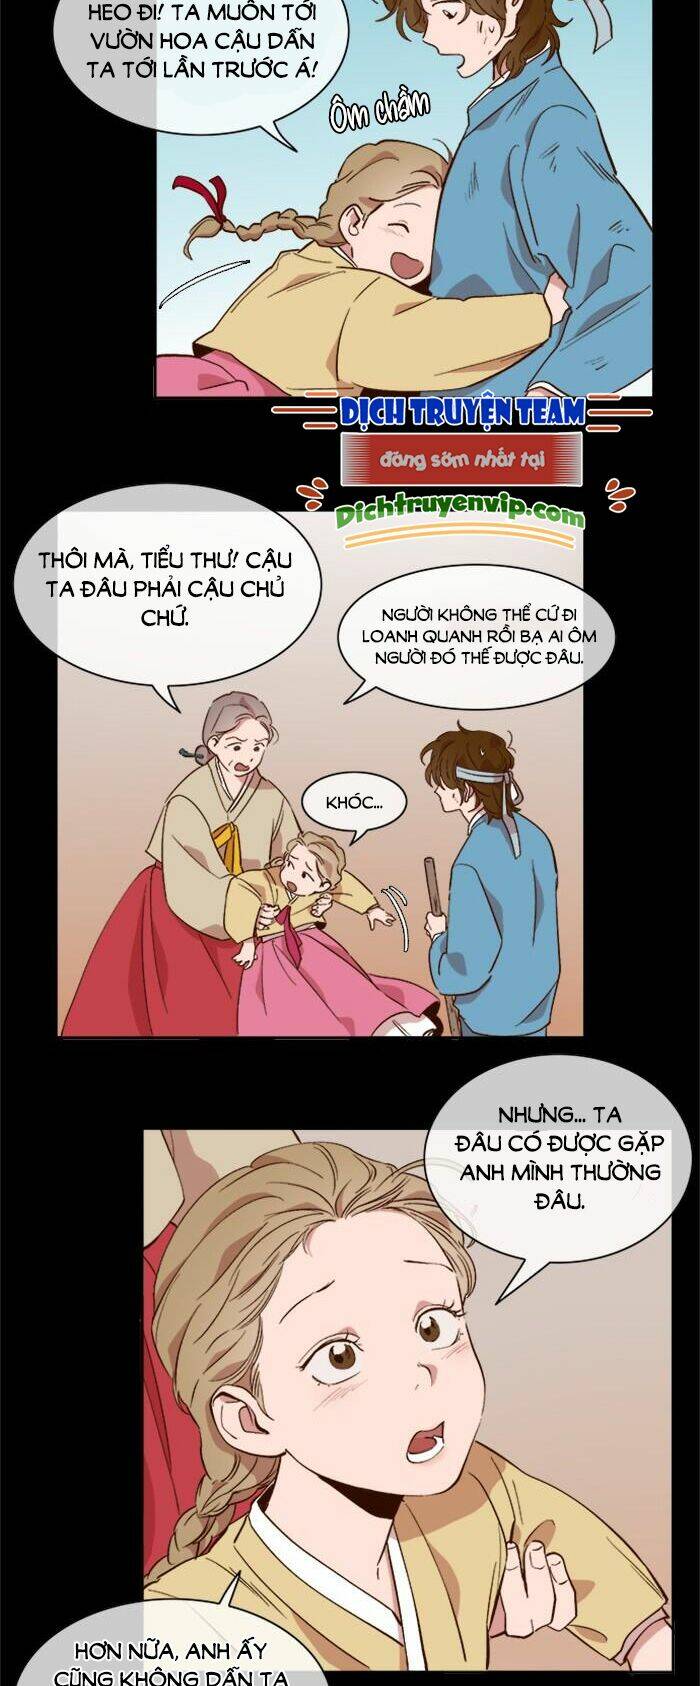 HEO ĐI! TA MUỐN TỚI
VƯỜN HOA CẬU DẪN
TA TỚI LẦN TRƯỚC Á!
Ôm chầm
DỊCH TRUYỆN TEAM
đăng sớm nhất tại
Dichtruyenvip.com
THÔI MÀ, TIỂU THƯ! CẬU
TA ĐÂU PHẢI CẬU CHỦ
CHỨ.
NGƯỜI KHÔNG THỂ CỨ ĐI
LOANH QUANH RỒI BẠ AI ÔM
NGƯỜI ĐÓ THẾ ĐƯỢC ĐÂU.
KHÓC...
NHƯNG... TA
ĐÂU CÓ ĐƯỢC GẶP
ANH MÌNH THƯỜNG
ĐÂU.
HƠN NỮA, ANH ẤY
CŨNG KHÔNG DẪN TA